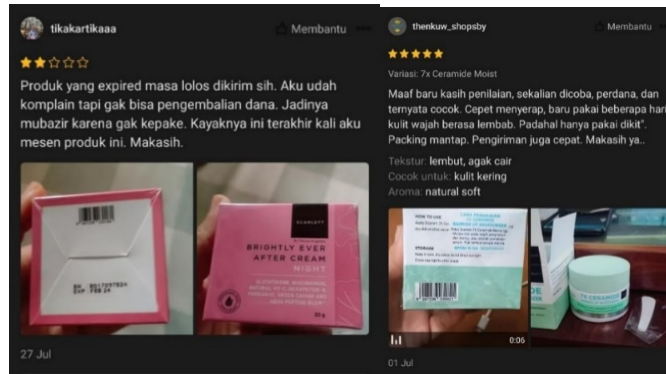 tikakartikaaa
Membantu
Produk yang expired masa lolos dikirim sih. Aku udah
komplain tapi gak bisa pengembalian dana. Jadinya
mubazir karena gak kepake. Kayaknya ini terakhir kali aku
mesen produk ini. Makasih.
EXP FEB 24
SCARLETT
BRIGHTLY EVER
AFTER CREAM
NIGHT
27 Jul
thenkuw_shopsby
Membantu
Variasi: 7x Ceramide Moist
Maaf baru kasih penilaian, sekalian dicoba, perdana, dan
ternyata cocok. Cepet menyerap, baru pakai beberapa hari
kulit wajah berasa lembab. Padahal hanya pakai dikit".
Packing mantap. Pengiriman juga cepat. Makasih ya..
Tekstur: lembut, agak cair
Cocok untuk: kulit kering
Aroma: natural soft
HOW TO USE
STORAGE
7X CERAMIDE
0:06
01 Jul